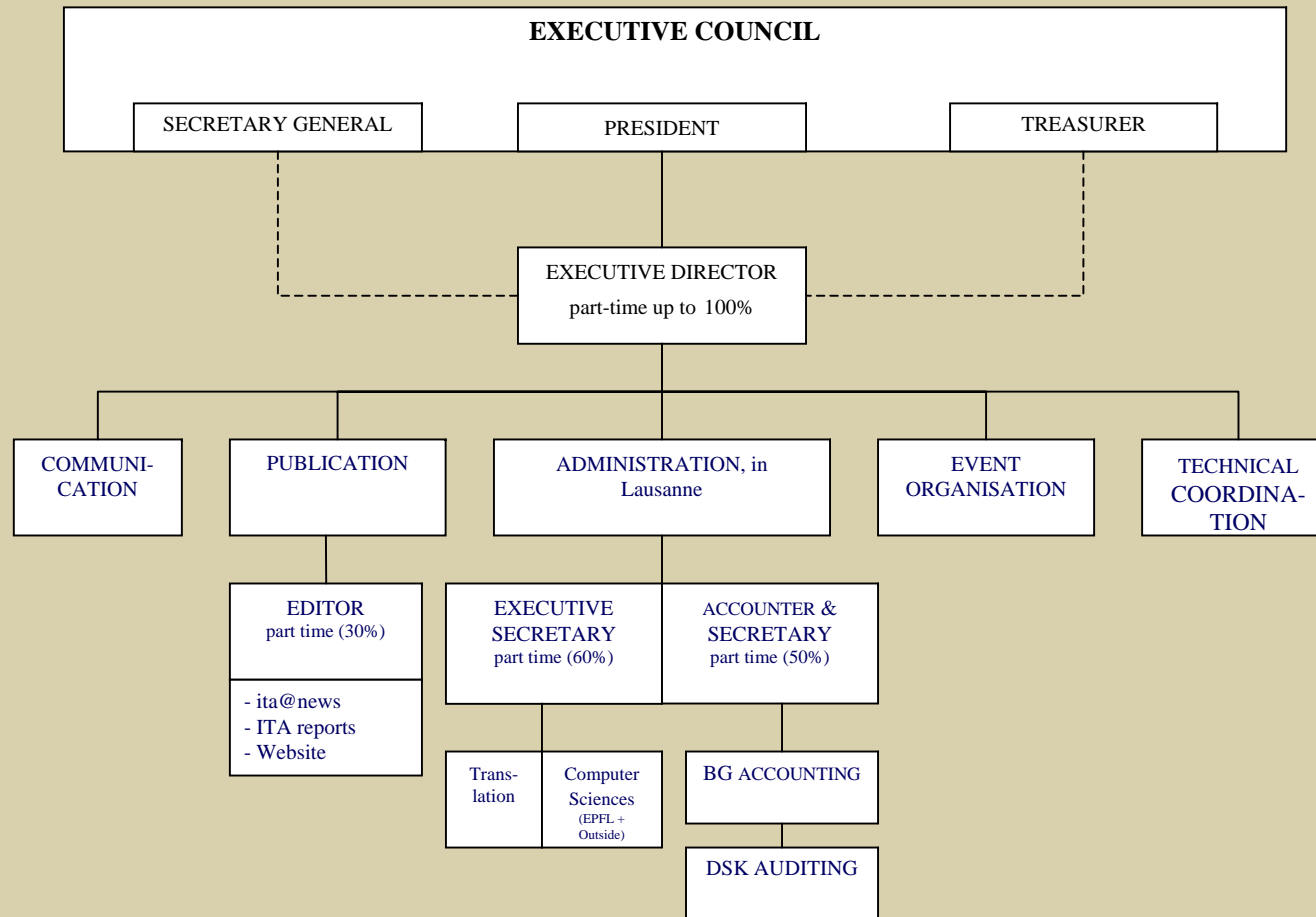 EXECUTIVE COUNCIL
SECRETARY GENERAL
PRESIDENT
TREASURER
EXECUTIVE DIRECTOR
part-time up to 100%
COMMUNI-
CATION
PUBLICATION
ADMINISTRATION, in
Lausanne
EVENT
ORGANISATION
TECHNICAL
COORDINA-
TION
EDITOR
part time (30%)
- ita@news
- ITA reports
- Website
EXECUTIVE
SECRETARY
part time (60%)
ACCOUNTER &
SECRETARY
part time (50%)
Trans-
lation
Computer
Sciences
(EPFL +
Outside)
BG ACCOUNTING
DSK AUDITING